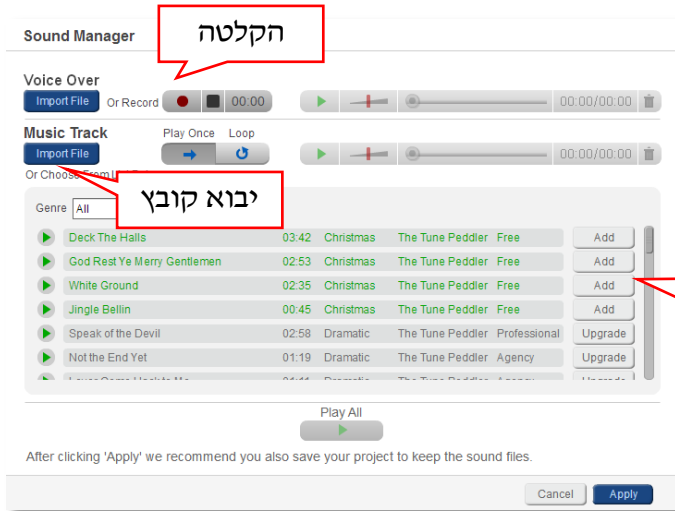 Sound Manager
הקלטה
Voice Over
Import File Or Record 00:00 00:00/00:00
Music Track Play Once Loop
Import File 00:00/00:00
Or Choose From
יבוא קובץ
Genre All
Deck The Halls 03:42 Christmas The Tune Peddler Free Add
God Rest Ye Merry Gentlemen 02:53 Christmas The Tune Peddler Free Add
White Ground 02:35 Christmas The Tune Peddler Free Add
Jingle Bellin 00:45 Christmas The Tune Peddler Free Add
Speak of the Devil 02:58 Dramatic The Tune Peddler Professional Upgrade
Not the End Yet 01:19 Dramatic The Tune Peddler Agency Upgrade
Play All
After clicking 'Apply' we recommend you also save your project to keep the sound files.
Cancel Apply